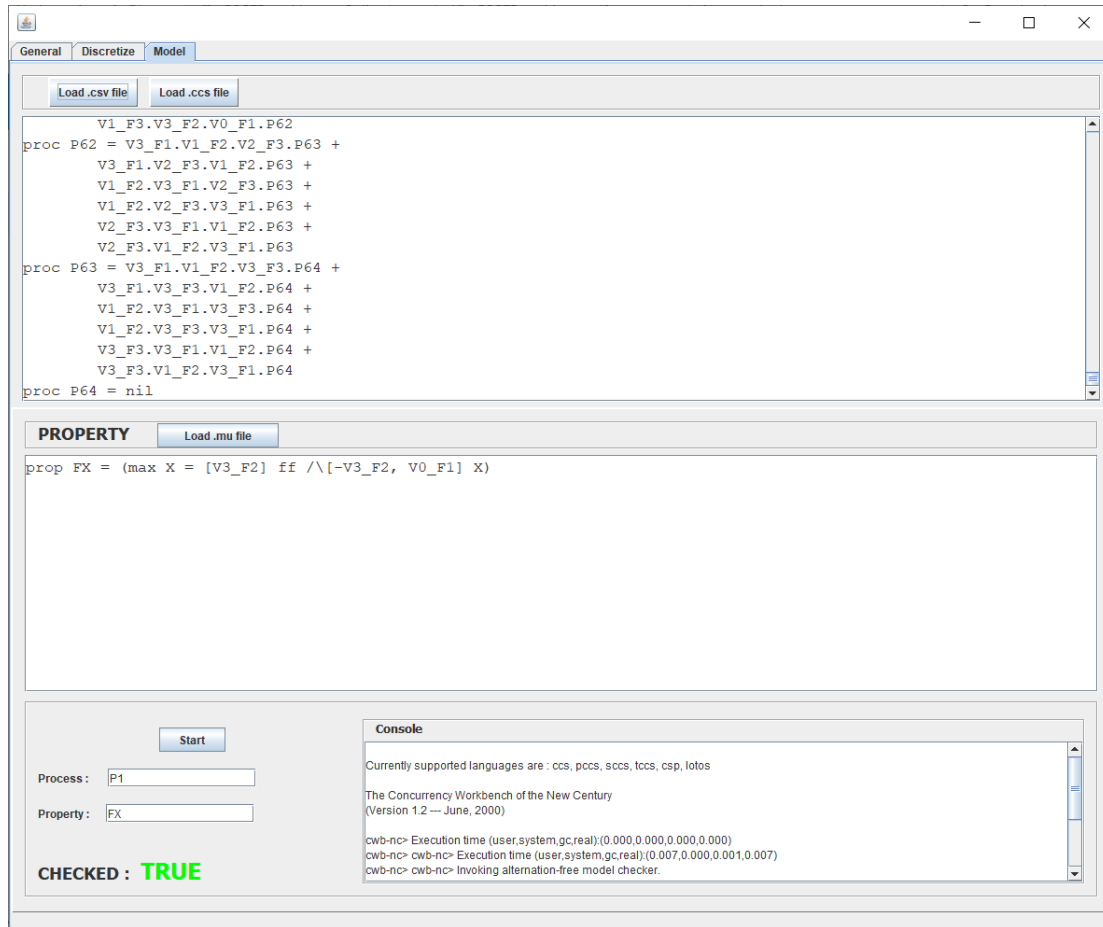 General Discretize Model
Load .csv file Load .ccs file
V1_F3.V3_F2.V0_F1.P62
proc P62 = V3_F1.V1_F2.V2_F3.P63 +
V3_F1.V2_F3.V1_F2.P63 +
V1_F2.V3_F1.V2_F3.P63 +
V1_F2.V2_F3.V3_F1.P63 +
V2_F3.V3_F1.V1_F2.P63 +
V2_F3.V1_F2.V3_F1.P63
proc P63 = V3_F1.V1_F2.V3_F3.P64 +
V3_F1.V3_F3.V1_F2.P64 +
V1_F2.V3_F1.V3_F3.P64 +
V1_F2.V3_F3.V3_F1.P64 +
V3_F3.V3_F1.V1_F2.P64 +
V3_F3.V1_F2.V3_F1.P64
proc P64 = nil
PROPERTY Load .mu file
prop FX = (max X = [V3_F2] ff /\[-V3_F2, V0_F1] X)
Start
Process : P1
Property : FX
CHECKED : TRUE
Console
Currently supported languages are : ccs, pccs, sccs, tccs, csp, lotos
The Concurrency Workbench of the New Century
(Version 1.2 --- June, 2000)
cwb-nc> Execution time (user,system,gc,real):(0.000,0.000,0.000,0.000)
cwb-nc> cwb-nc> Execution time (user,system,gc,real):(0.007,0.000,0.001,0.007)
cwb-nc> cwb-nc> Invoking alternation-free model checker.